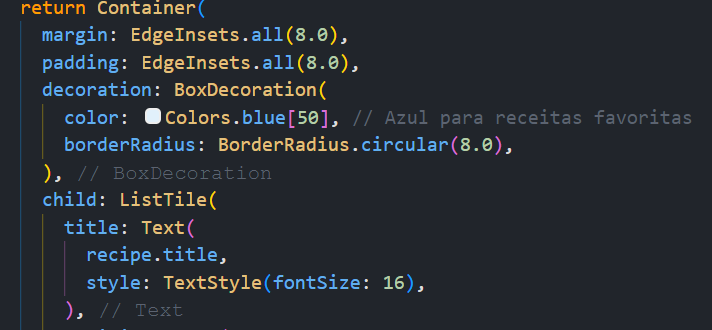 return Container(
margin: EdgeInsets.all(8.0),
padding: EdgeInsets.all(8.0),
decoration: BoxDecoration(
color: Colors.blue[50], // Azul para receitas favoritas
borderRadius: BorderRadius.circular(8.0),
), // BoxDecoration
child: ListTile(
title: Text(
recipe.title,
style: TextStyle(fontSize: 16),
), // Text